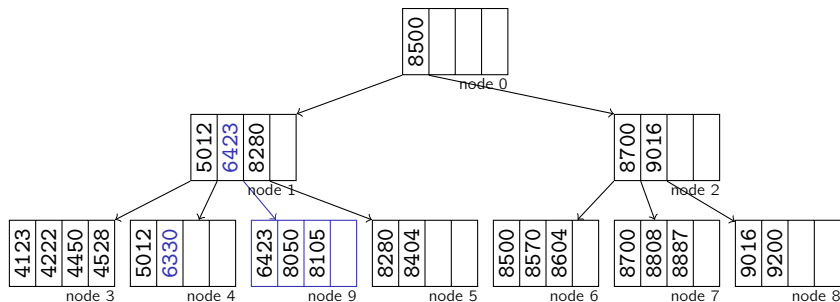 8500
node 0
5012 6423 8280
node 1
8700 9016
node 2
4123 4222 4450 4528
node 3
5012 6330
node 4
6423 8050 8105
node 9
8280 8404
node 5
8500 8570 8604
node 6
8700 8808 8887
node 7
9016 9200
node 8